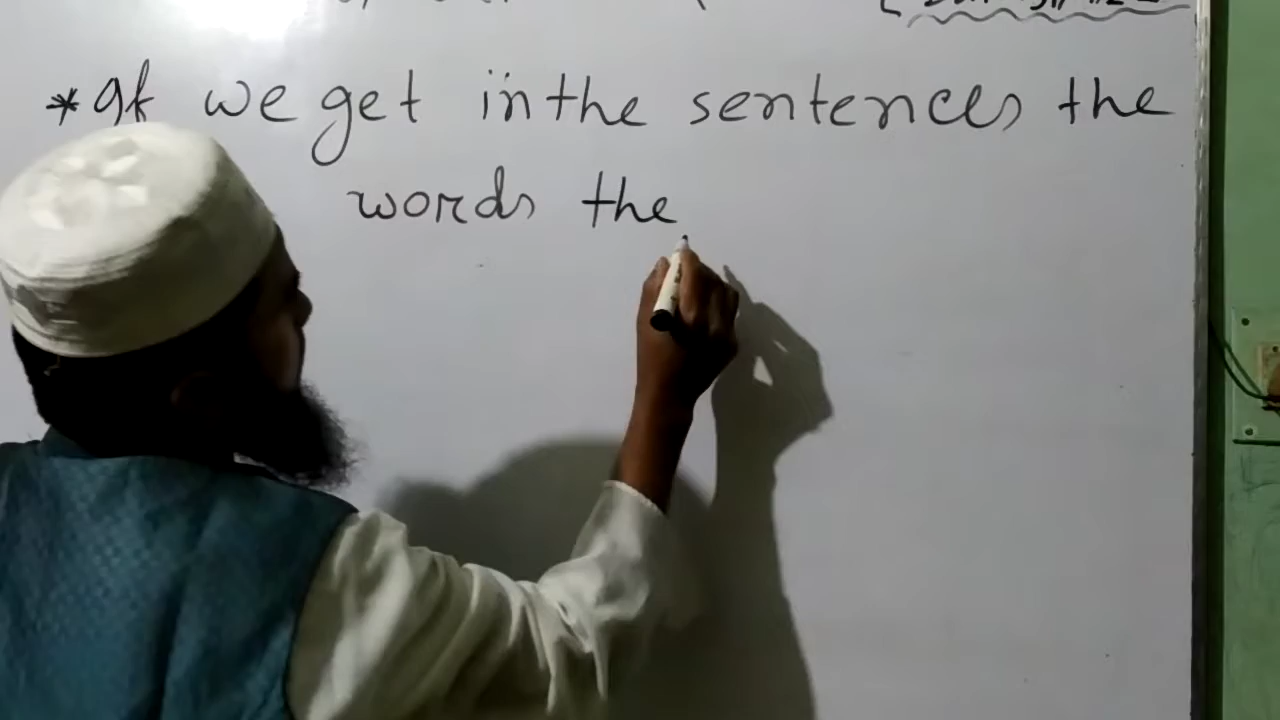 * If we get in the sentences, the
words the